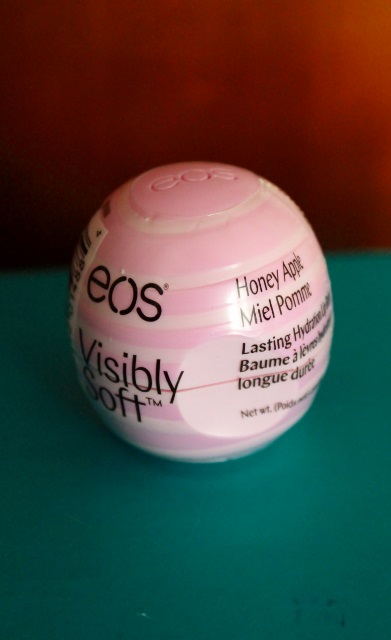 eos
eos®
Visibly
Soft™
Honey Apple
Miel Pomme
Lasting Hydration
Baume à lèvres
longue durée
Net wt. (Poids